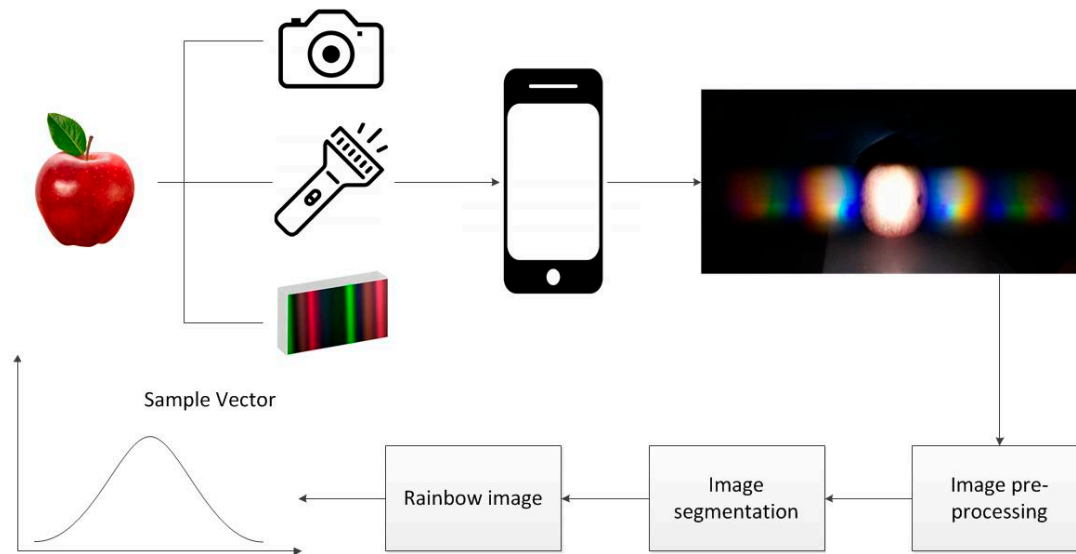 Sample Vector
Rainbow image
Image
segmentation
Image pre-
processing